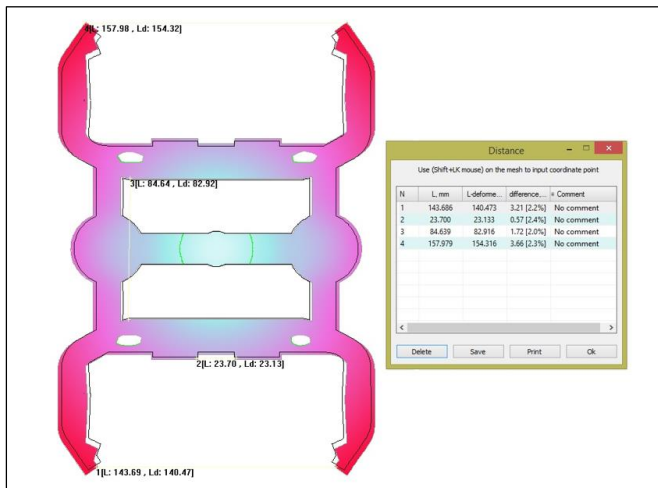 4[L: 157.98 , Ld: 154.32]
3[L: 84.64 , Ld: 82.92]
2[L: 23.70 , Ld: 23.13]
1[L: 143.69 , Ld: 140.47]
Distance
Use (Shift+LK mouse) on the mesh to input coordinate point
N L, mm L-deforme... difference,... Comment
1 143.686 140.473 3.21 [2.2%] No comment
2 23.700 23.133 0.57 [2.4%] No comment
3 84.639 82.916 1.72 [2.0%] No comment
4 157.979 154.316 3.66 [2.3%] No comment
Delete Save Print Ok